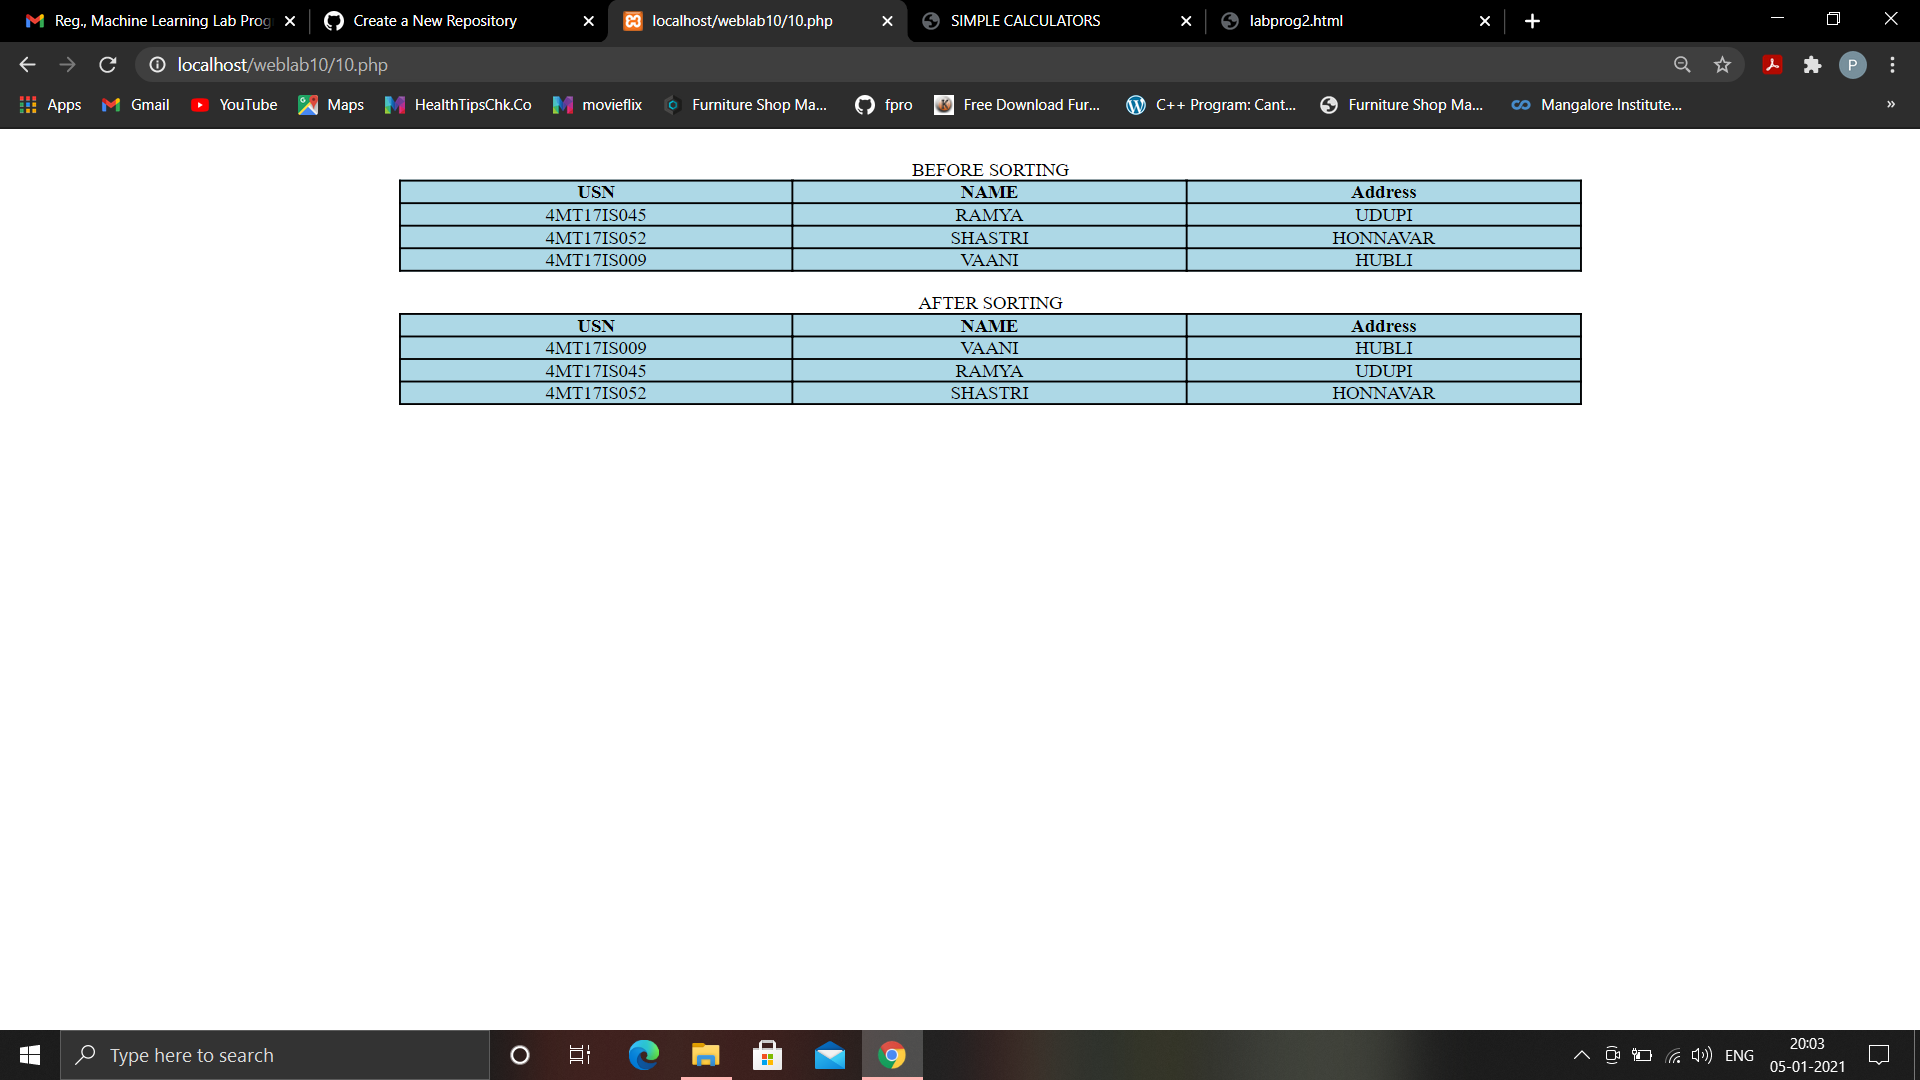 Reg., Machine Learning Lab Prog
Create a New Repository
localhost/weblab10/10.php
SIMPLE CALCULATORS
labprog2.html
localhost/weblab10/10.php
P
Apps Gmail YouTube Maps HealthTipsChk.Co movieflix Furniture Shop Ma... fpro Free Download Fur... C++ Program: Cant... Furniture Shop Ma... Mangalore Institute... »
BEFORE SORTING
USN NAME Address
4MT17IS045 RAMYA UDUPI
4MT17IS052 SHASTRI HONNAVAR
4MT17IS009 VAANI HUBLI
AFTER SORTING
USN NAME Address
4MT17IS009 VAANI HUBLI
4MT17IS045 RAMYA UDUPI
4MT17IS052 SHASTRI HONNAVAR
Type here to search
ENG
20:03
05-01-2021